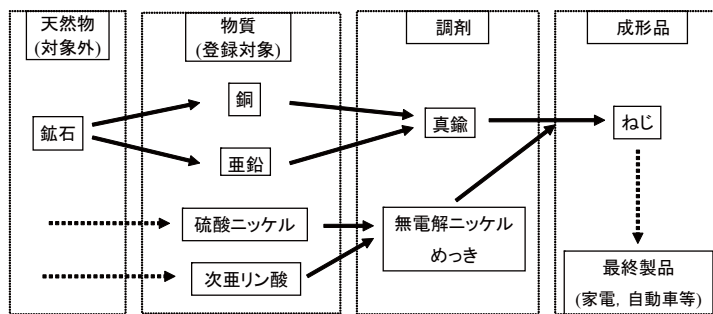 天然物
(対象外)
物質
(登録対象)
調剤
成形品
鉱石
銅
亜鉛
硫酸ニッケル
次亜リン酸
真鍮
無電解ニッケル
めっき
ねじ
最終製品
(家電, 自動車等)